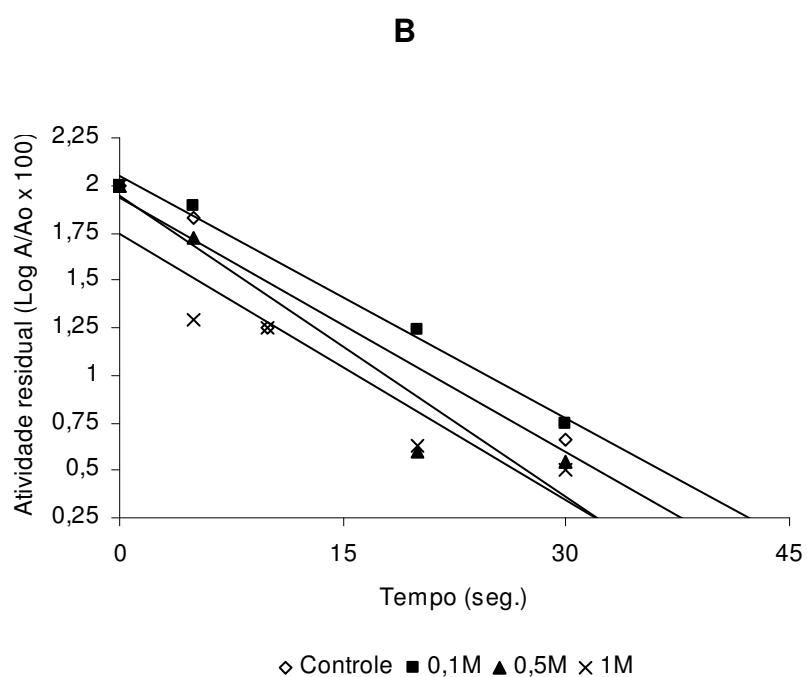 B
Atividade residual (Log A/Ao x 100)
2,25
2
1,75
1,5
1,25
1
0,75
0,5
0,25
0 15 30 45
Tempo (seg.)
Controle 0,1M 0,5M 1M